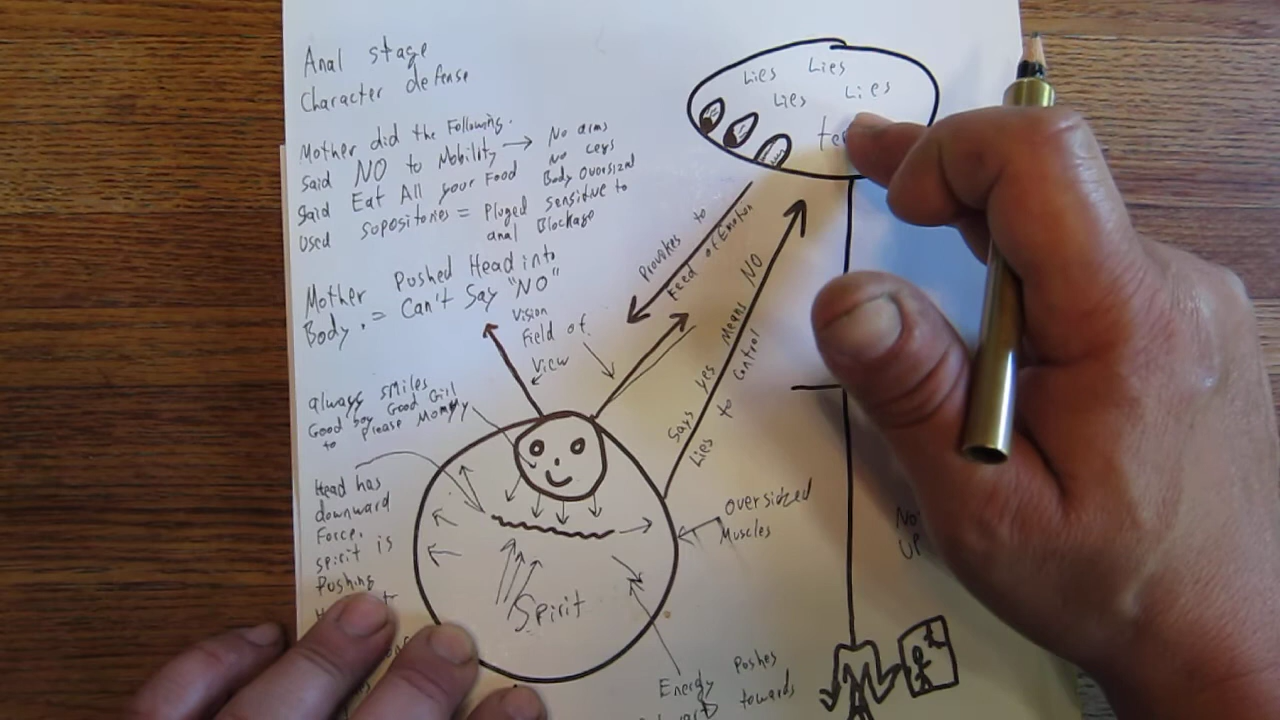 Anal stage
Character defense
Mother did the Following.
Said NO to Mobility → No arms
No Legs
Said Eat All your Food Body Oversized
Used sopositories = Pluged sensitive to
anal Blockage
Mother Pushed Head into
Body. = Can't Say "NO"
Vision
Field of
View
always smiles
Good boy Good Girl
to Please Mommy
Head has
downward
Force.
spirit is
Pushing
Spirit
Lies Lies
Lies Lies
Provokes to
Feed of Emotion
Says yes Means NO
Lies to Control
oversized
Muscles
Energy Poshes
towards
No
UP